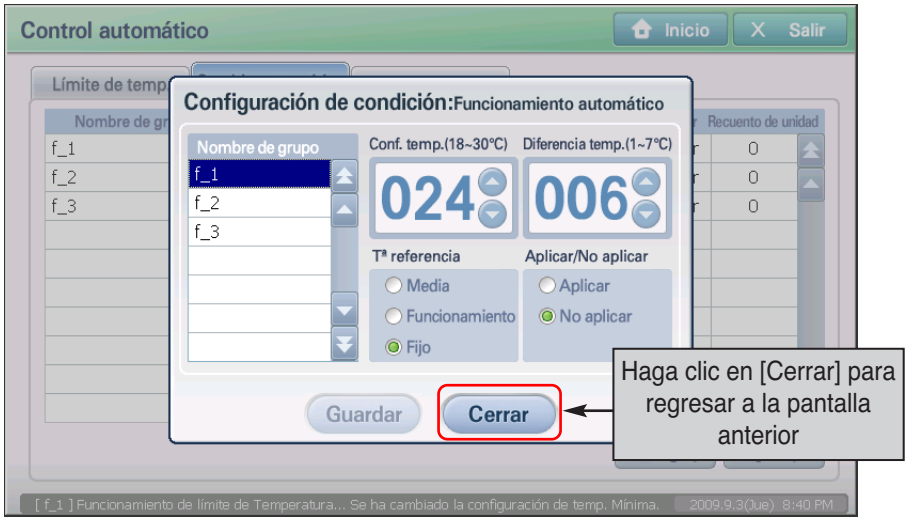 Control automático
Inicio
X Salir
Límite de temp.
Nombre de gr
Recuento de unidad
f_1
0
f_2
0
f_3
0
Configuración de condición:Funcionamiento automático
Nombre de grupo
f_1
f_2
f_3
Conf. temp.(18~30°C)
Diferencia temp.(1~7°C)
024
006
Tª referencia
Aplicar/No aplicar
Media
Aplicar
Funcionamiento
No aplicar
Fijo
Guardar
Cerrar
Haga clic en [Cerrar] para
regresar a la pantalla
anterior
[ f_1 ] Funcionamiento de límite de Temperatura... Se ha cambiado la configuración de temp. Mínima.
2009.9.3(Jue) 8:40 PM